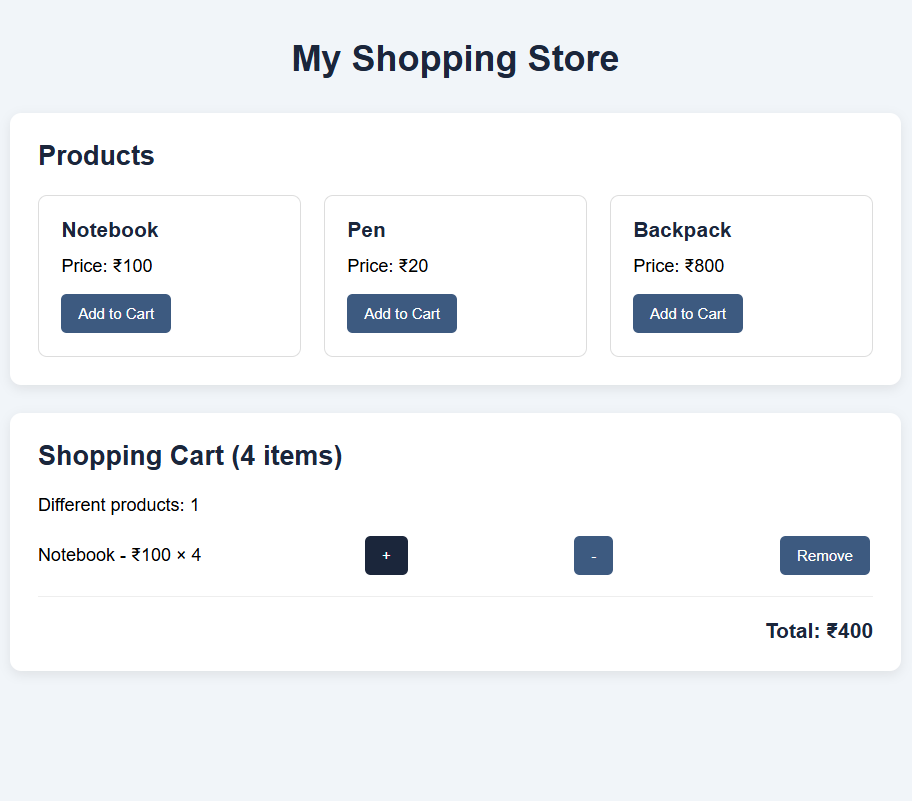 My Shopping Store
Products
Notebook
Price: ₹100
Add to Cart
Pen
Price: ₹20
Add to Cart
Backpack
Price: ₹800
Add to Cart
Shopping Cart (4 items)
Different products: 1
Notebook - ₹100 × 4 + - Remove
Total: ₹400